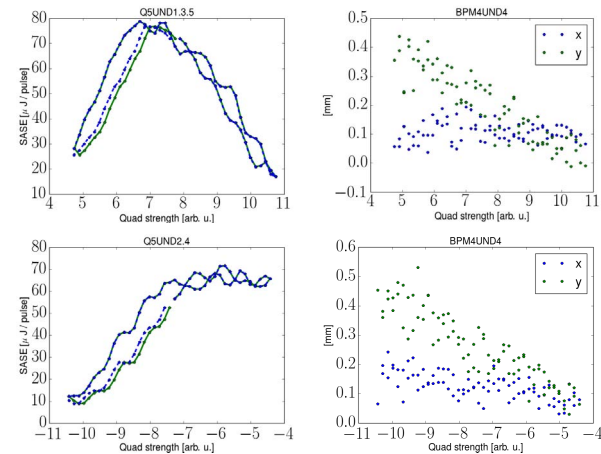 Q5UND1.3.5
80
70
60
50
40
30
20
10
SASE [μ J / pulse]
4 5 6 7 8 9 10 11
Quad strength [arb. u.]
BPM4UND4
0.5
0.4
0.3
0.2
0.1
0.0
−0.1
[mm]
x
y
4 5 6 7 8 9 10 11
Quad strength [arb. u.]
Q5UND2.4
80
70
60
50
40
30
20
10
0
SASE [μ J / pulse]
−11 −10 −9 −8 −7 −6 −5 −4
Quad strength [arb. u.]
BPM4UND4
0.6
0.5
0.4
0.3
0.2
0.1
0.0
[mm]
x
y
−11 −10 −9 −8 −7 −6 −5 −4
Quad strength [arb. u.]